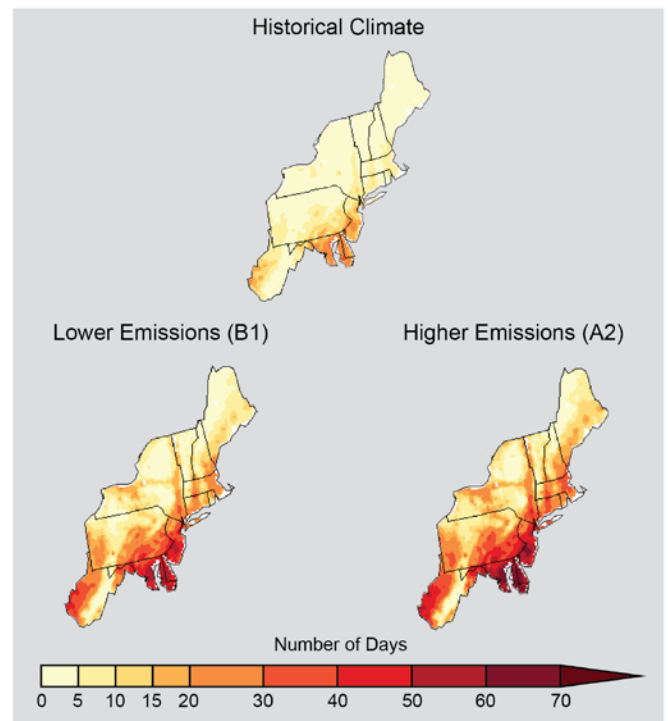 Historical Climate
Lower Emissions (B1)
Higher Emissions (A2)
Number of Days
0 5 10 15 20 30 40 50 60 70